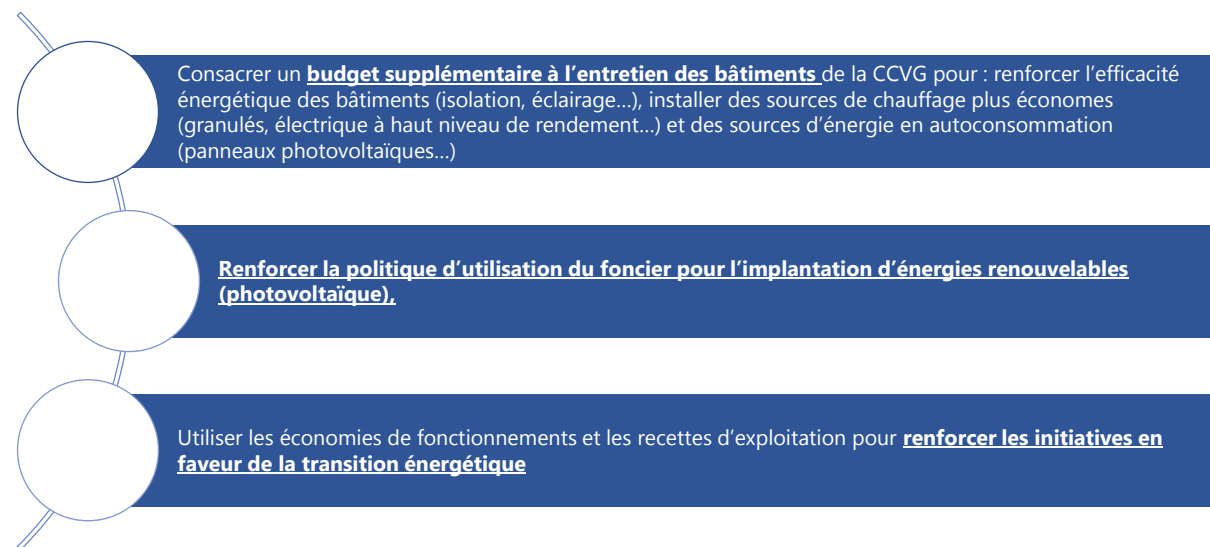 Consacrer un budget supplémentaire à l’entretien des bâtiments de la CCVG pour : renforcer l’efficacité
énergétique des bâtiments (isolation, éclairage…), installer des sources de chauffage plus économes
(granulés, électrique à haut niveau de rendement…) et des sources d’énergie en autoconsommation
(panneaux photovoltaïques…)
Renforcer la politique d’utilisation du foncier pour l’implantation d’énergies renouvelables
(photovoltaïque),
Utiliser les économies de fonctionnements et les recettes d’exploitation pour renforcer les initiatives en
faveur de la transition énergétique